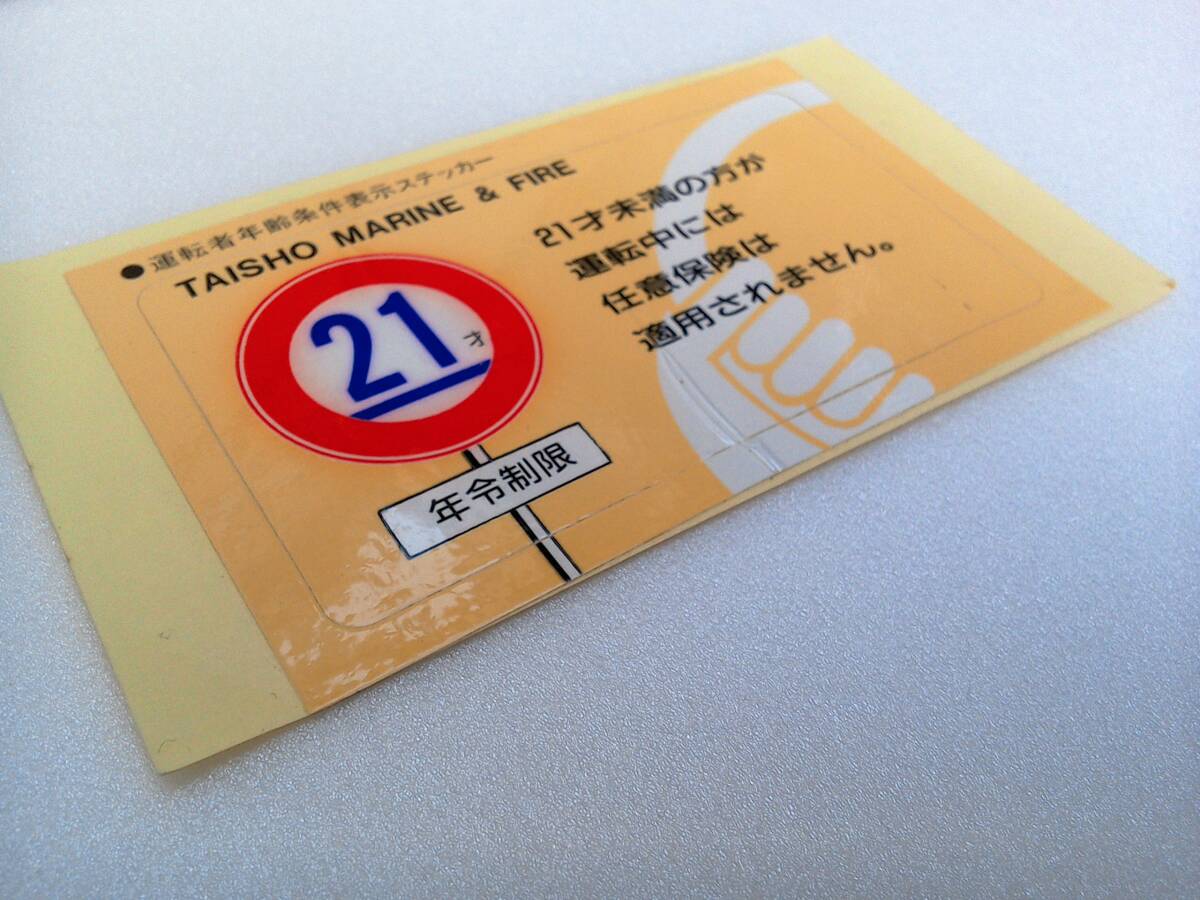 ●運転者年齢条件表示ステッカー
TAISHO MARINE & FIRE
21才
年令制限
21才未満の方が
運転中には
任意保険は
適用されません。